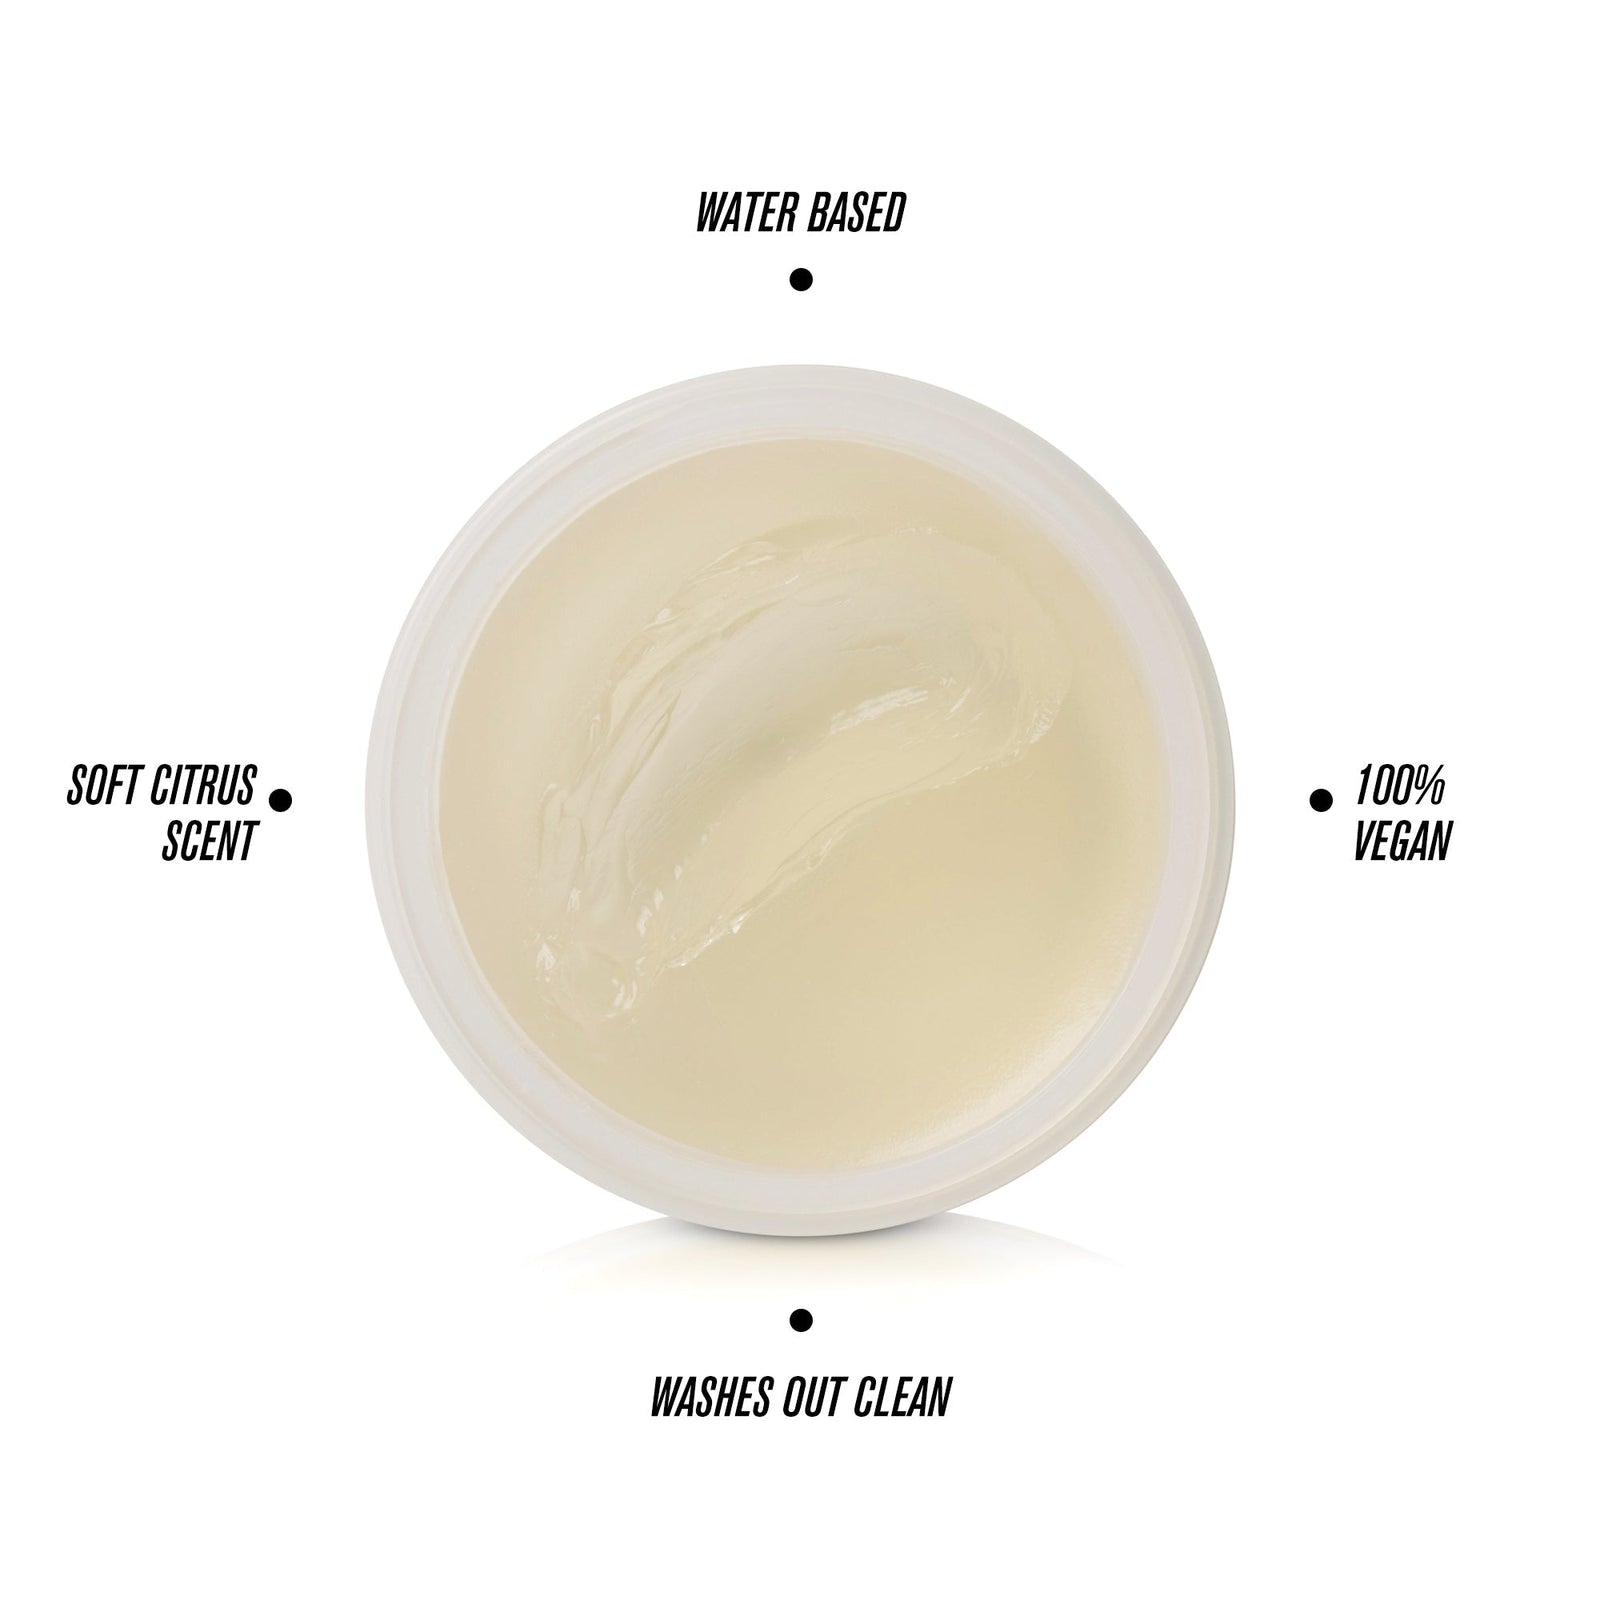 WATER BASED
SOFT CITRUS
SCENT
100%
VEGAN
WASHES OUT CLEAN